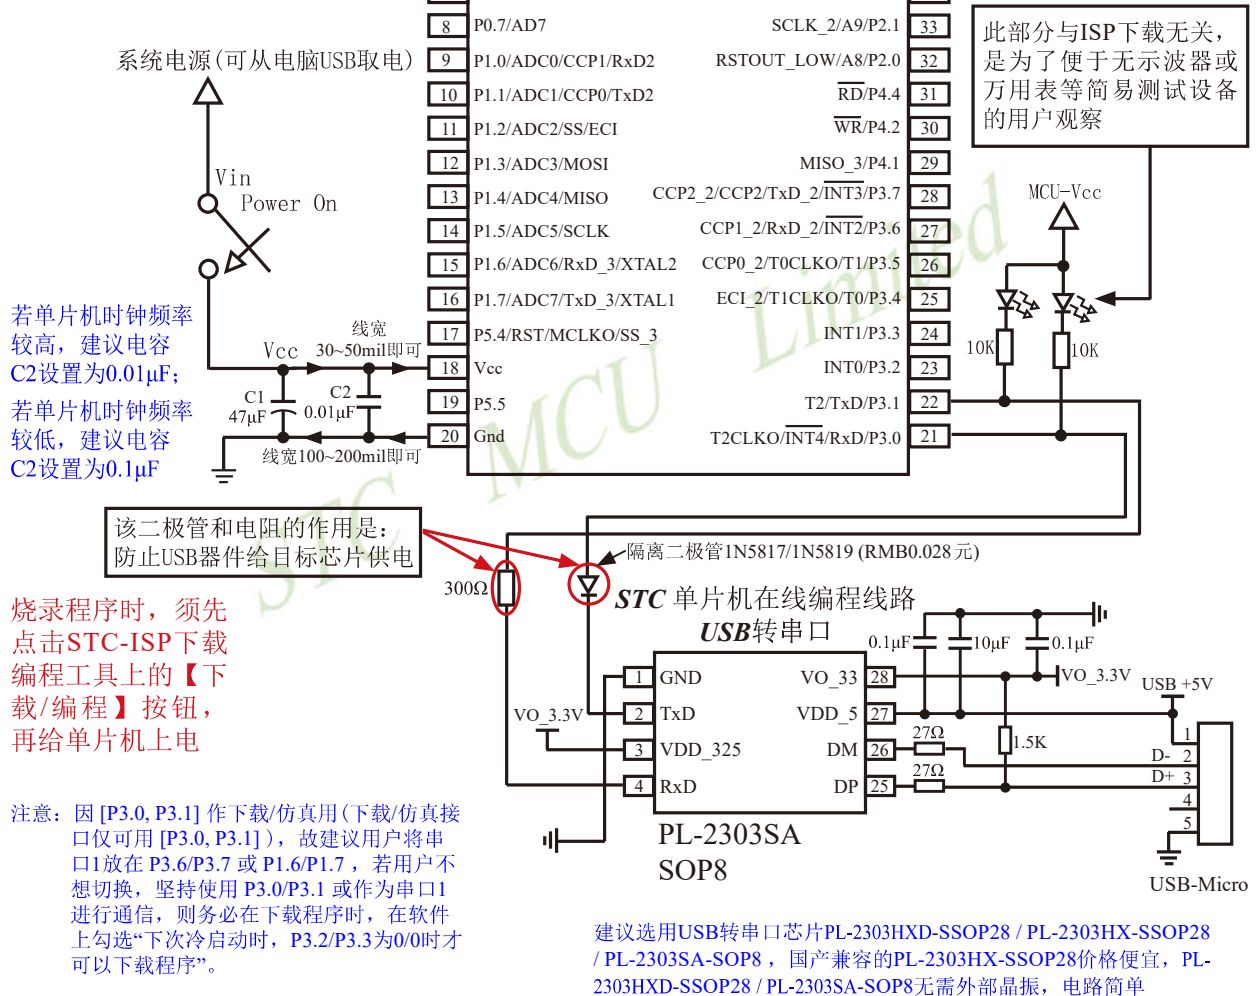 8 P0.7/AD7
SCLK_2/A9/P2.1 33
9 P1.0/ADC0/CCP1/RxD2
RSTOUT_LOW/A8/P2.0 32
10 P1.1/ADC1/CCP0/TxD2
RD/P4.4 31
11 P1.2/ADC2/SS/ECI
WR/P4.2 30
12 P1.3/ADC3/MOSI
MISO_3/P4.1 29
13 P1.4/ADC4/MISO
CCP2_2/CCP2/TxD_2/INT3/P3.7 28
14 P1.5/ADC5/SCLK
CCP1_2/RxD_2/INT2/P3.6 27
15 P1.6/ADC6/RxD_3/XTAL2
CCP0_2/T0CLKO/T1/P3.5 26
16 P1.7/ADC7/TxD_3/XTAL1
ECI_2/T1CLKO/T0/P3.4 25
17 P5.4/RST/MCLKO/SS_3
INT1/P3.3 24
18 Vcc
INT0/P3.2 23
19 P5.5
T2/TxD/P3.1 22
20 Gnd
T2CLKO/INT4/RxD/P3.0 21
系统电源(可从电脑USB取电)
Vin
Power On
若单片机时钟频率
较高，建议电容
C2设置为0.01μF；
若单片机时钟频率
较低，建议电容
C2设置为0.1μF
Vcc
线宽
30~50mil即可
C1
47μF
C2
0.01μF
线宽100~200mil即可
此部分与ISP下载无关，
是为了便于无示波器或
万用表等简易测试设备
的用户观察
MCU-Vcc
10K
10K
STC MCU Limited
该二极管和电阻的作用是：
防止USB器件给目标芯片供电
300Ω
隔离二极管1N5817/1N5819 (RMB0.028元)
STC 单片机在线编程线路
USB转串口
烧录程序时，须先
点击STC-ISP下载
编程工具上的【下
载/编程】按钮，
再给单片机上电
VO_3.3V
1 GND
2 TxD
3 VDD_325
4 RxD
VO_33 28
VDD_5 27
DM 26
DP 25
PL-2303SA
SOP8
0.1μF
10μF
0.1μF
VO_3.3V
USB +5V
27Ω
27Ω
1.5K
1
D- 2
D+ 3
4
5
USB-Micro
注意：因 [P3.0, P3.1] 作下载/仿真用(下载/仿真接
口仅可用 [P3.0, P3.1] )，故建议用户将串
口1放在 P3.6/P3.7 或 P1.6/P1.7 ，若用户不
想切换，坚持使用 P3.0/P3.1 或作为串口1
进行通信，则务必在下载程序时，在软件
上勾选“下次冷启动时，P3.2/P3.3为0/0时才
可以下载程序”。
建议选用USB转串口芯片PL-2303HXD-SSOP28 / PL-2303HX-SSOP28
/ PL-2303SA-SOP8 ，国产兼容的PL-2303HX-SSOP28价格便宜，PL-
2303HXD-SSOP28 / PL-2303SA-SOP8无需外部晶振，电路简单